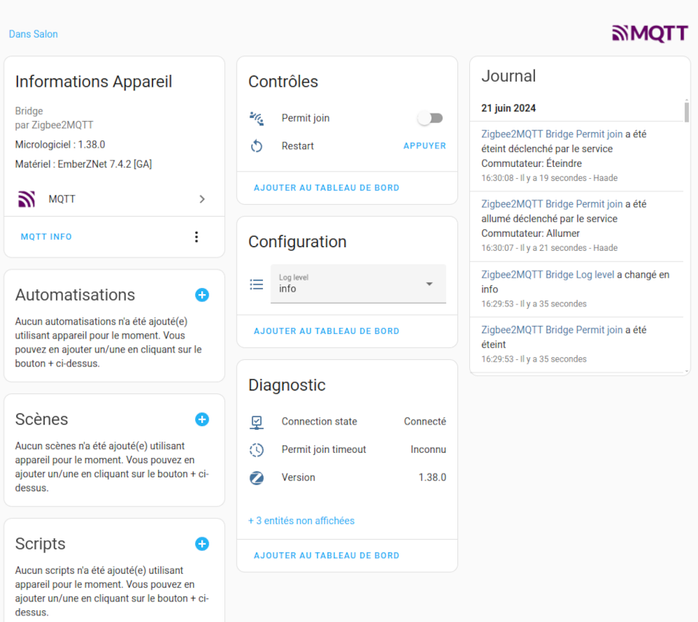 Dans Salon
MQTT
Informations Appareil
Bridge
par Zigbee2MQTT
Micrologiciel : 1.38.0
Matériel : EmberZNet 7.4.2 [GA]
MQTT
MQTT INFO
Automatisations
Aucun automatisations n'a été ajouté(e)
utilisant appareil pour le moment. Vous
pouvez en ajouter un/une en cliquant sur le
bouton + ci-dessus.
Scènes
Aucun scènes n'a été ajouté(e) utilisant
appareil pour le moment. Vous pouvez en
ajouter un/une en cliquant sur le bouton + ci-
dessus.
Scripts
Aucun scripts n'a été ajouté(e) utilisant
appareil pour le moment. Vous pouvez en
ajouter un/une en cliquant sur le bouton + ci-
dessus.
Contrôles
Permit join
Restart APPUYER
AJOUTER AU TABLEAU DE BORD
Configuration
Log level
info
AJOUTER AU TABLEAU DE BORD
Diagnostic
Connection state Connecté
Permit join timeout Inconnu
Version 1.38.0
+ 3 entités non affichées
AJOUTER AU TABLEAU DE BORD
Journal
21 juin 2024
Zigbee2MQTT Bridge Permit join a été
éteint déclenché par le service
Commutateur: Éteindre
16:30:08 - Il y a 19 secondes - Haade
Zigbee2MQTT Bridge Permit join a été
allumé déclenché par le service
Commutateur: Allumer
16:30:07 - Il y a 21 secondes - Haade
Zigbee2MQTT Bridge Log level a changé en
info
16:29:53 - Il y a 35 secondes
Zigbee2MQTT Bridge Permit join a été
éteint
16:29:53 - Il y a 35 secondes